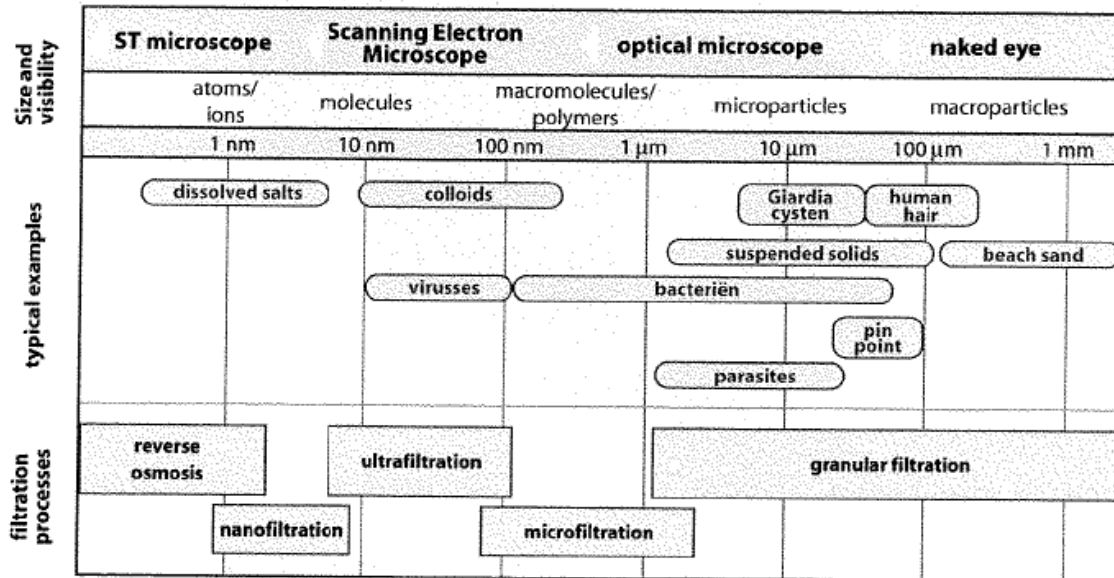 Size and
visibility
ST microscope
Scanning Electron
Microscope
optical microscope
naked eye
atoms/
ions
molecules
macromolecules/
polymers
microparticles
macroparticles
1 nm
10 nm
100 nm
1 μm
10 μm
100 μm
1 mm
typical examples
dissolved salts
colloids
Giardia
cysten
human
hair
suspended solids
beach sand
virusses
bacteriën
pin
point
parasites
filtration
processes
reverse
osmosis
ultrafiltration
granular filtration
nanofiltration
microfiltration